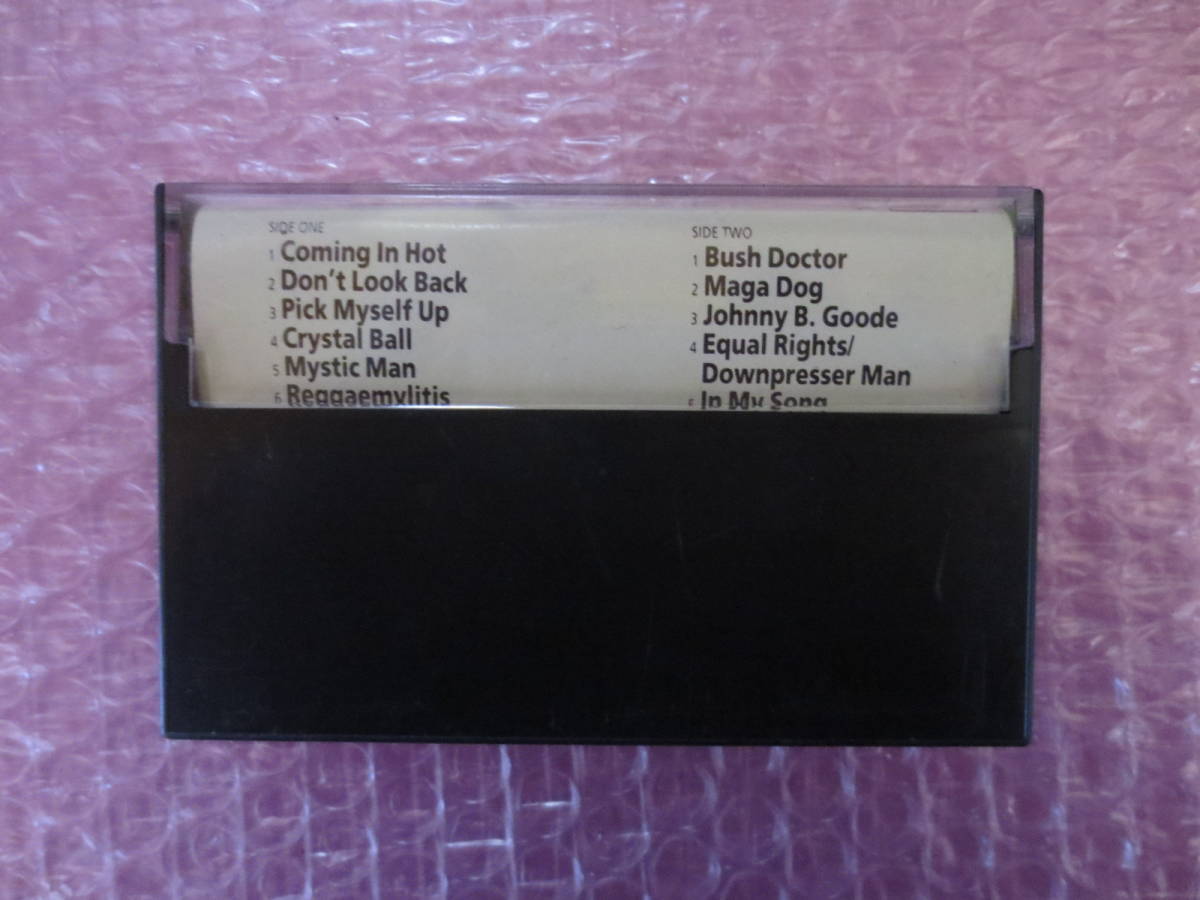 SIDE ONE
1 Coming In Hot
2 Don't Look Back
3 Pick Myself Up
4 Crystal Ball
5 Mystic Man
6 Reggaemylitis
SIDE TWO
1 Bush Doctor
2 Maga Dog
3 Johnny B. Goode
4 Equal Rights/
Downpresser Man
5 In My Song